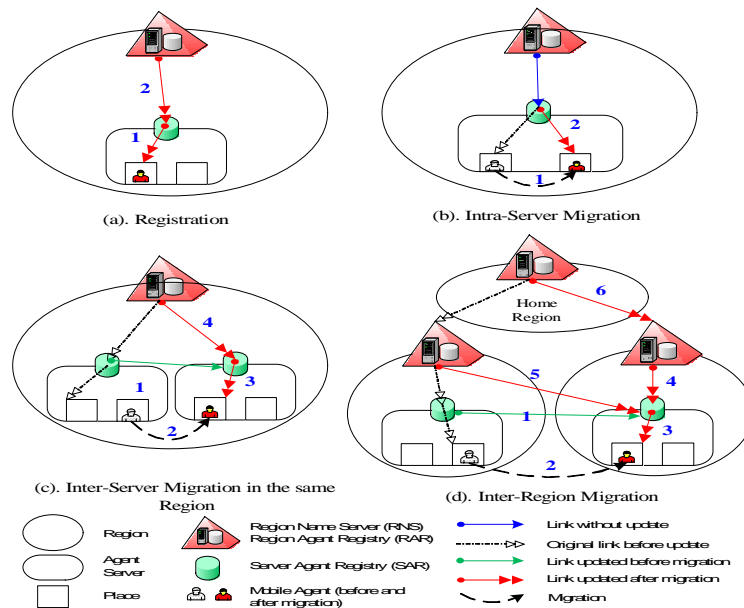 2
1
(a). Registration
2
1
(b). Intra-Server Migration
4
1
3
2
(c). Inter-Server Migration in the same
Region
6
Home
Region
5
4
1
3
2
(d). Inter-Region Migration
Region
Agent
Server
Place
Region Name Server (RNS)
Region Agent Registry (RAR)
Server Agent Registry (SAR)
Mobile Agent (before and
after migration)
Link without update
Original link before update
Link updated before migration
Link updated after migration
Migration